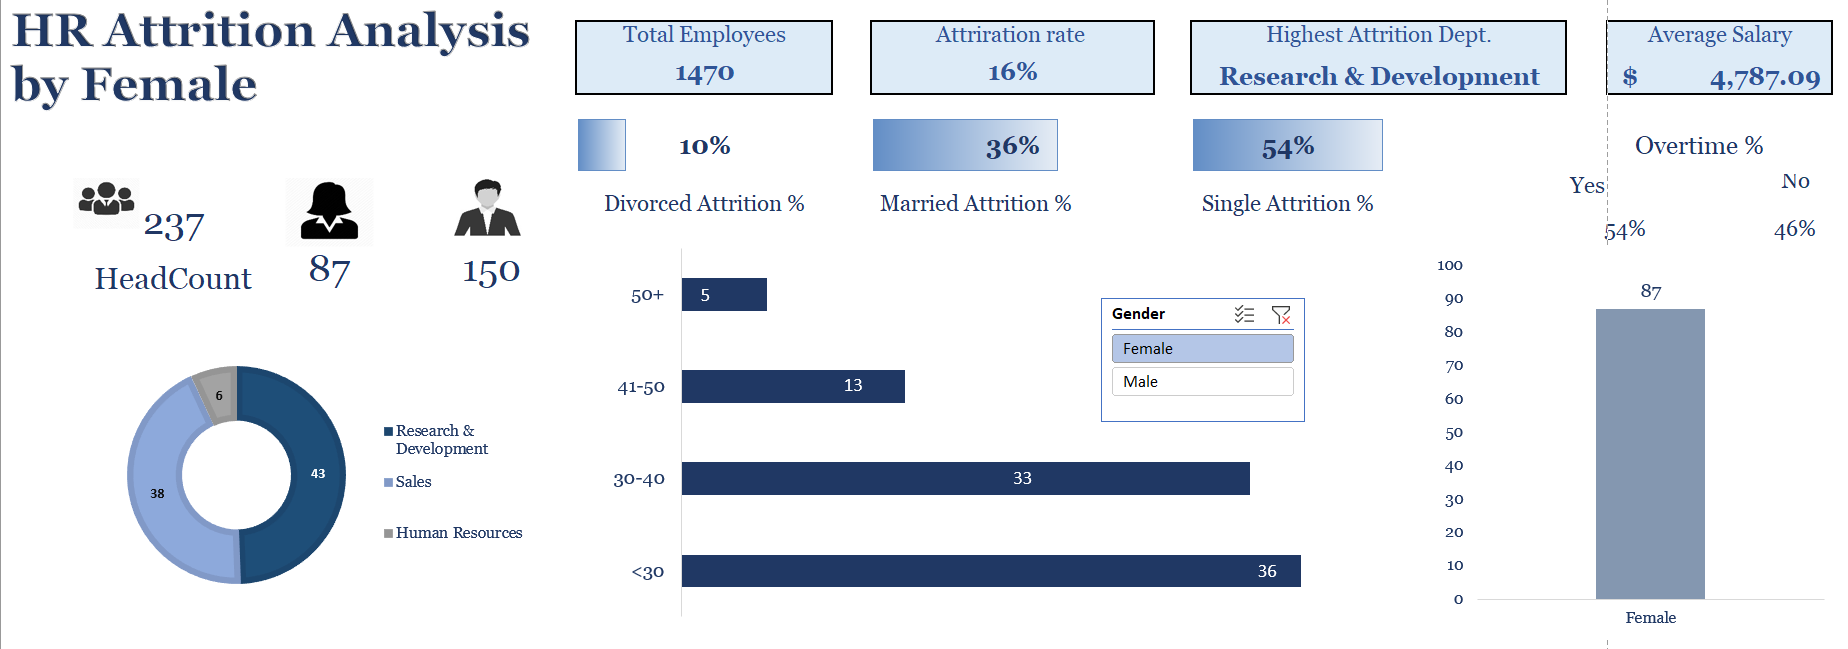 HR Attrition Analysis
by Female
Total Employees
1470
Attriration rate
16%
Highest Attrition Dept.
Research & Development
Average Salary
$ 4,787.09
10%
Divorced Attrition %
36%
Married Attrition %
54%
Single Attrition %
Overtime %
Yes
No
54%
46%
237
HeadCount
87
150
43
38
6
Research &
Development
Sales
Human Resources
50+
5
41-50
13
30-40
33
<30
36
Gender
Female
Male
100
90
80
70
60
50
40
30
20
10
0
87
Female